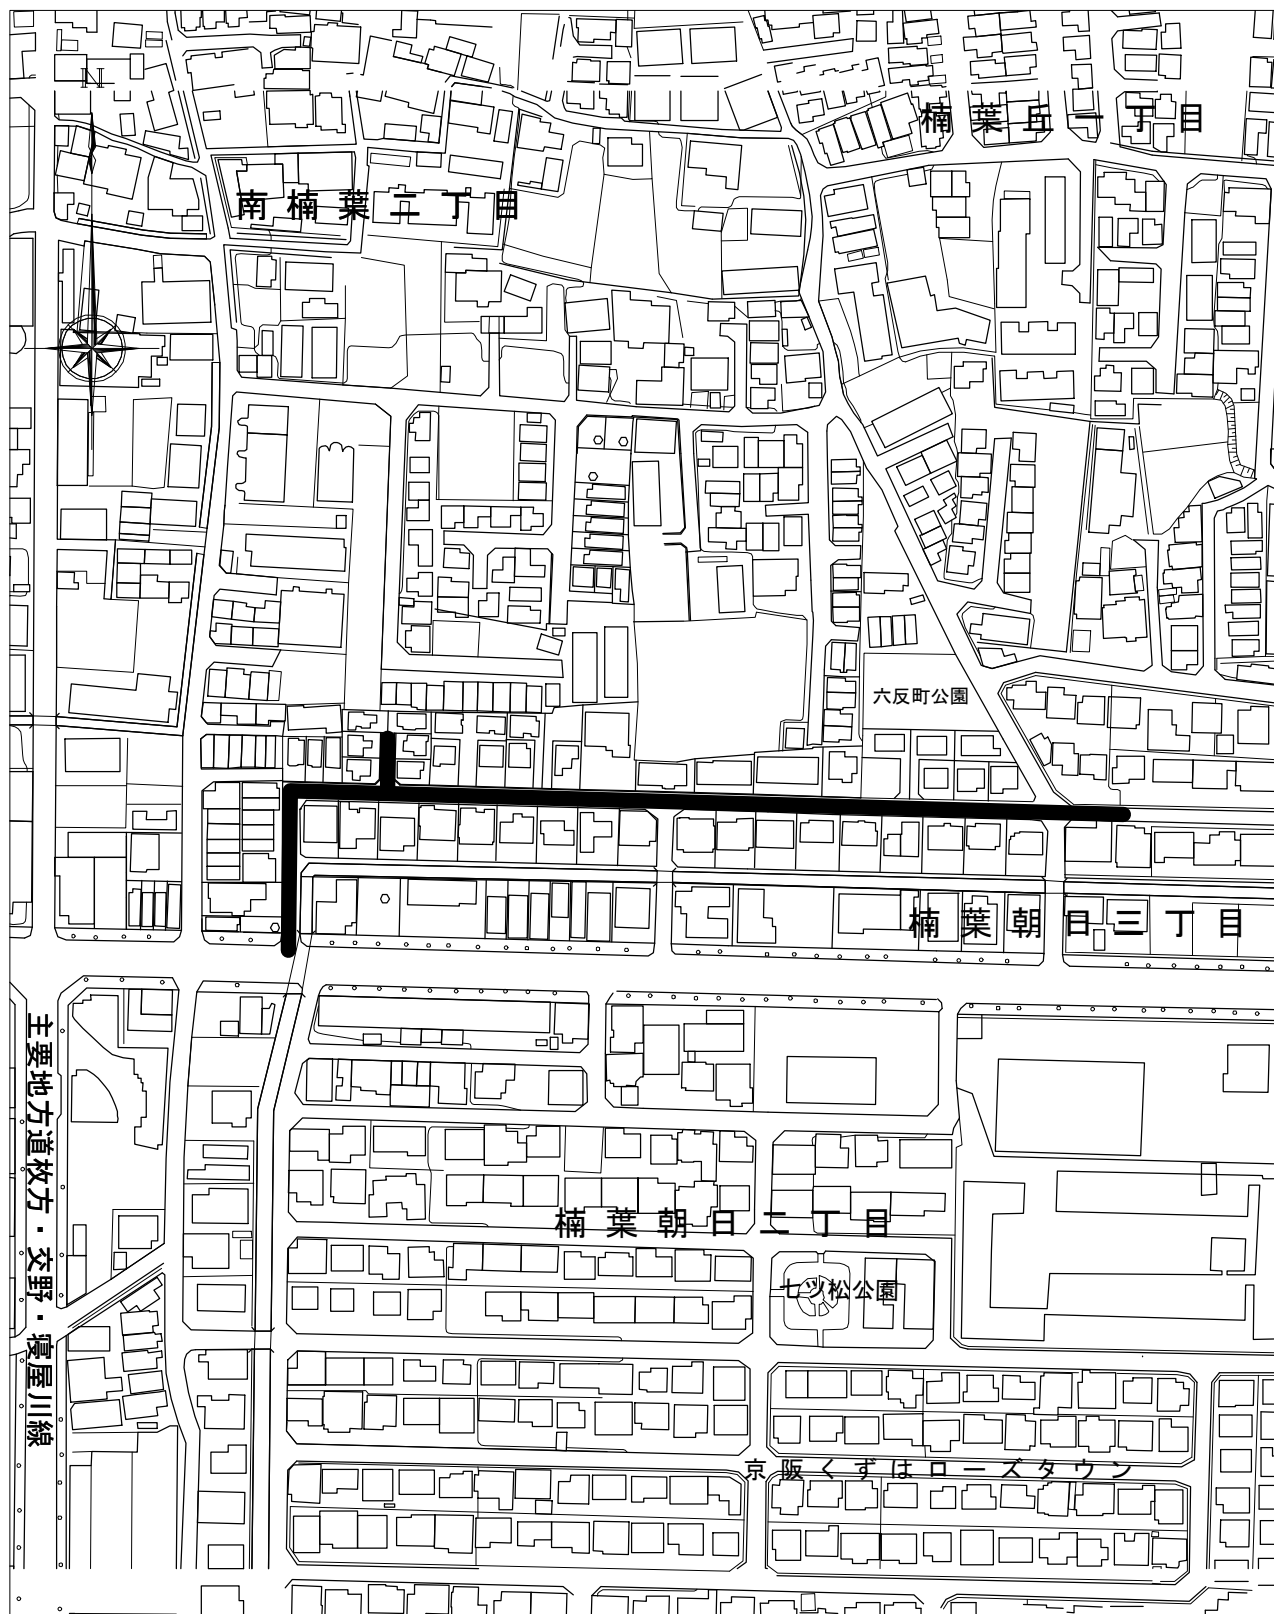 N
楠葉丘一丁目
南楠葉二丁目
六反町公園
楠葉朝日三丁目
主要地方道枚方・交野・寝屋川線
楠葉朝日二丁目
七ツ松公園
京阪くずはローズタウン